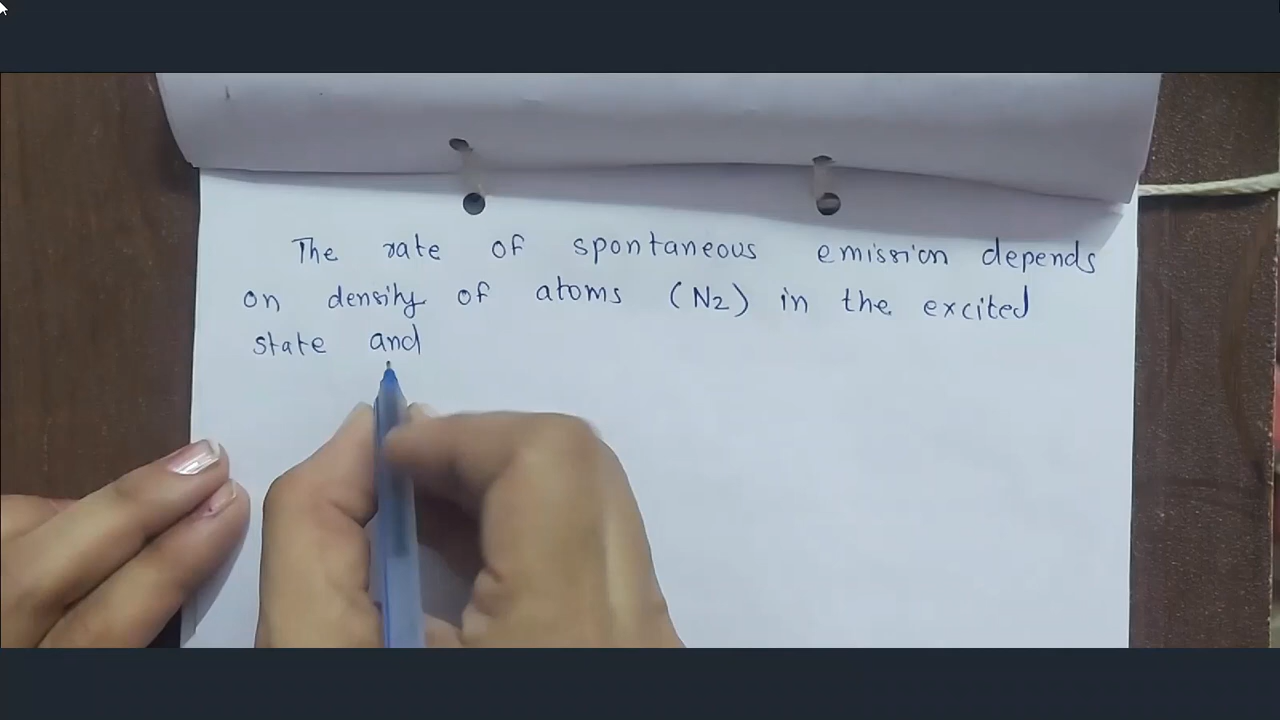 The rate of spontaneous emission depends
on density of atoms (N2) in the excited
state and